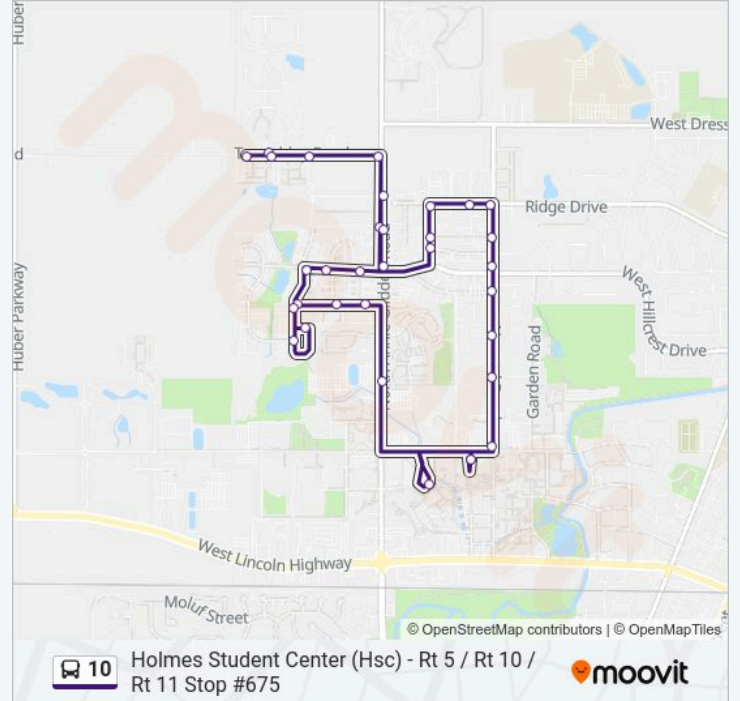 Huber
West Dress
d.
Ridge Drive
Huber Parkway
West Hillcrest Drive
Garden Road
West Lincoln Highway
Moluf Street
© OpenStreetMap contributors | © OpenMapTiles
10
Holmes Student Center (Hsc) - Rt 5 / Rt 10 /
Rt 11 Stop #675
moovit